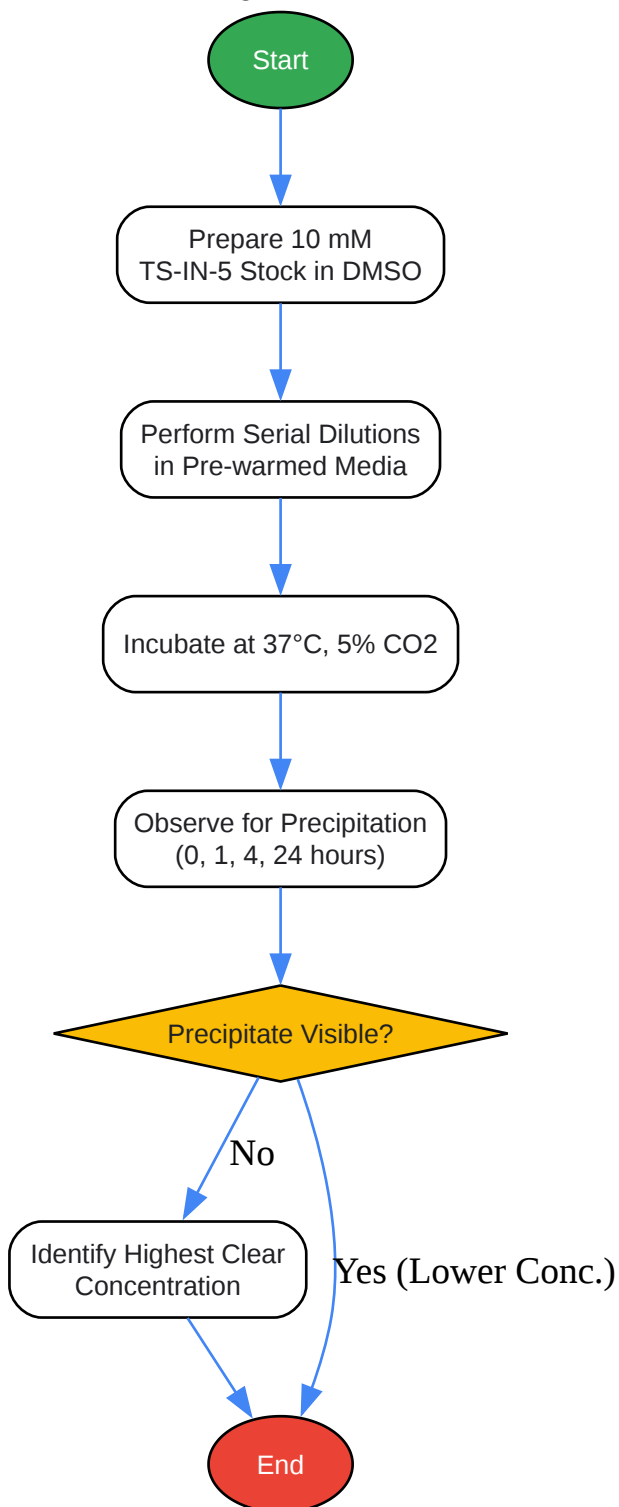 Start
Prepare 10 mM
TS-IN-5 Stock in DMSO
Perform Serial Dilutions
in Pre-warmed Media
Incubate at 37°C, 5% CO2
Observe for Precipitation
(0, 1, 4, 24 hours)
Precipitate Visible?
No
Identify Highest Clear
Concentration
Yes (Lower Conc.)
End